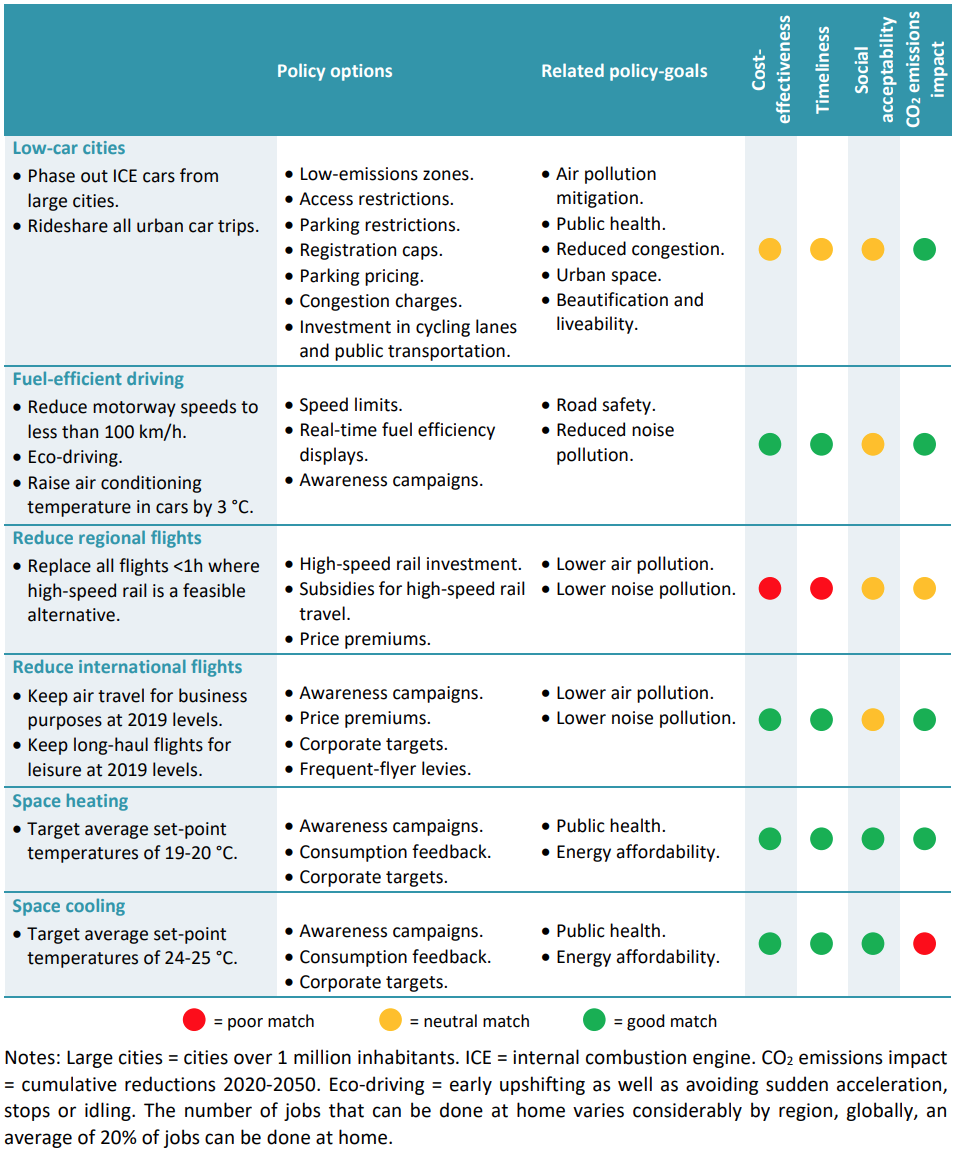 Policy options
Related policy-goals
Cost-
effectiveness
Timeliness
Social
acceptability
CO₂ emissions
impact
Low-car cities
• Phase out ICE cars from
large cities.
• Rideshare all urban car trips.
• Low-emissions zones.
• Access restrictions.
• Parking restrictions.
• Registration caps.
• Parking pricing.
• Congestion charges.
• Investment in cycling lanes
and public transportation.
• Air pollution
mitigation.
• Public health.
• Reduced congestion.
• Urban space.
• Beautification and
liveability.
Fuel-efficient driving
• Reduce motorway speeds to
less than 100 km/h.
• Eco-driving.
• Raise air conditioning
temperature in cars by 3 °C.
• Speed limits.
• Real-time fuel efficiency
displays.
• Awareness campaigns.
• Road safety.
• Reduced noise
pollution.
Reduce regional flights
• Replace all flights <1h where
high-speed rail is a feasible
alternative.
• High-speed rail investment.
• Subsidies for high-speed rail
travel.
• Price premiums.
• Lower air pollution.
• Lower noise pollution.
Reduce international flights
• Keep air travel for business
purposes at 2019 levels.
• Keep long-haul flights for
leisure at 2019 levels.
• Awareness campaigns.
• Price premiums.
• Corporate targets.
• Frequent-flyer levies.
• Lower air pollution.
• Lower noise pollution.
Space heating
• Target average set-point
temperatures of 19-20 °C.
• Awareness campaigns.
• Consumption feedback.
• Corporate targets.
• Public health.
• Energy affordability.
Space cooling
• Target average set-point
temperatures of 24-25 °C.
• Awareness campaigns.
• Consumption feedback.
• Corporate targets.
• Public health.
• Energy affordability.
= poor match
= neutral match
= good match
Notes: Large cities = cities over 1 million inhabitants. ICE = internal combustion engine. CO₂ emissions impact
= cumulative reductions 2020-2050. Eco-driving = early upshifting as well as avoiding sudden acceleration,
stops or idling. The number of jobs that can be done at home varies considerably by region, globally, an
average of 20% of jobs can be done at home.